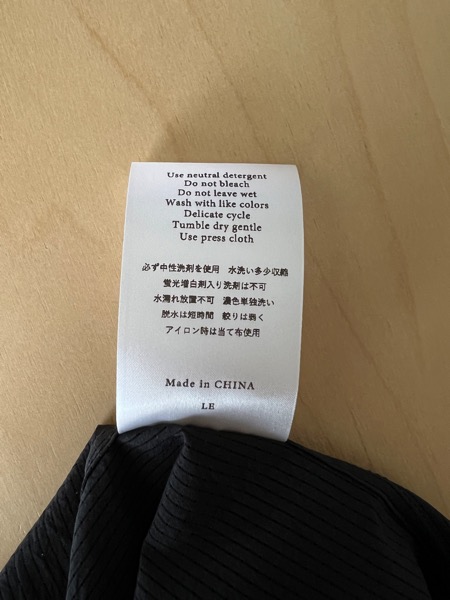 Use neutral detergent
Do not bleach
Do not leave wet
Wash with like colors
Delicate cycle
Tumble dry gentle
Use press cloth
必ず中性洗剤を使用　水洗い多少収縮
蛍光増白剤入り洗剤は不可
水濡れ放置不可　濃色単独洗い
脱水は短時間　絞りは弱く
アイロン時は当て布使用
Made in CHINA
LE